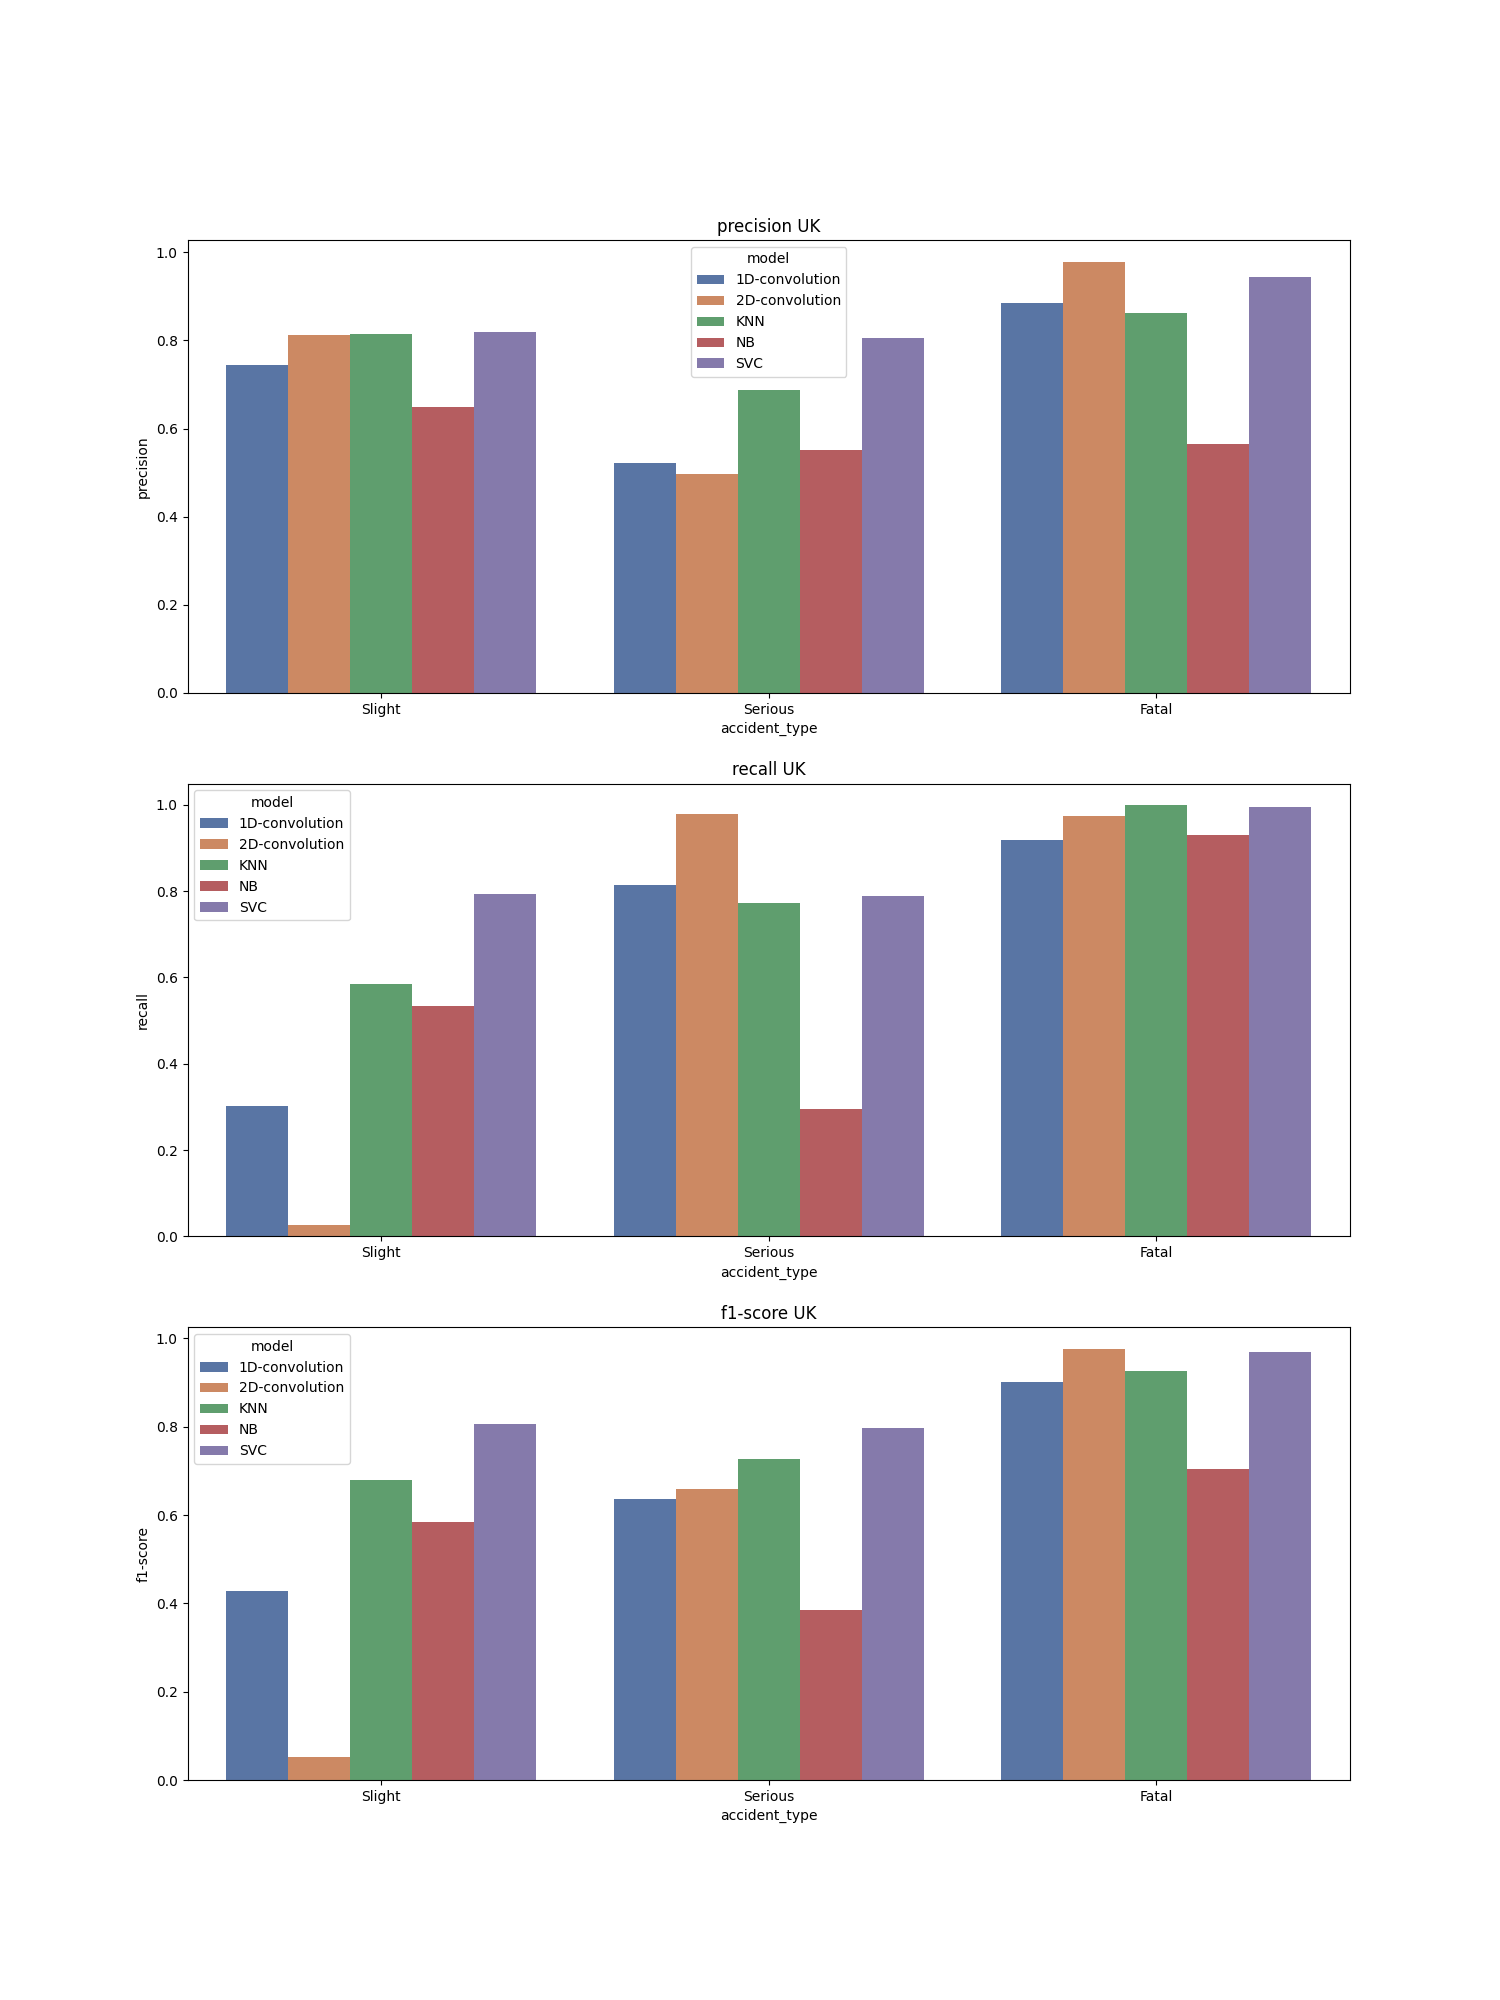 precision UK
model
1D-convolution
2D-convolution
KNN
NB
SVC
1.0
0.8
0.6
0.4
0.2
0.0
precision
Slight Serious Fatal
accident_type
recall UK
model
1D-convolution
2D-convolution
KNN
NB
SVC
1.0
0.8
0.6
0.4
0.2
0.0
recall
Slight Serious Fatal
accident_type
f1-score UK
model
1D-convolution
2D-convolution
KNN
NB
SVC
1.0
0.8
0.6
0.4
0.2
0.0
f1-score
Slight Serious Fatal
accident_type